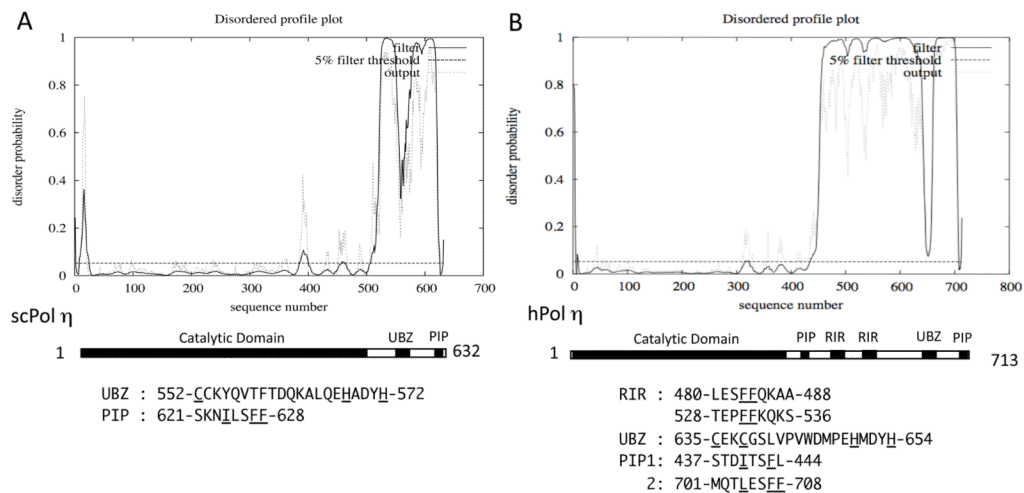 A
Disordered profile plot
1
0.8
0.6
0.4
0.2
0
disorder probability
filter
5% filter threshold
output
0 100 200 300 400 500 600 700
sequence number
scPol η
Catalytic Domain UBZ PIP
1 632
UBZ : 552-CCKYQVTFTDQKALQEHADYH-572
PIP : 621-SKNILSFF-628
B
Disordered profile plot
1
0.8
0.6
0.4
0.2
0
disorder probability
filter
5% filter threshold
output
0 100 200 300 400 500 600 700 800
sequence number
hPol η
Catalytic Domain PIP RIR RIR UBZ PIP
1 713
RIR : 480-LESFFQKAA-488
528-TEPFFKQKS-536
UBZ : 635-CEKCGSLVPVWDMPEHMDYH-654
PIP1: 437-STDITSFL-444
2: 701-MQTLESFF-708